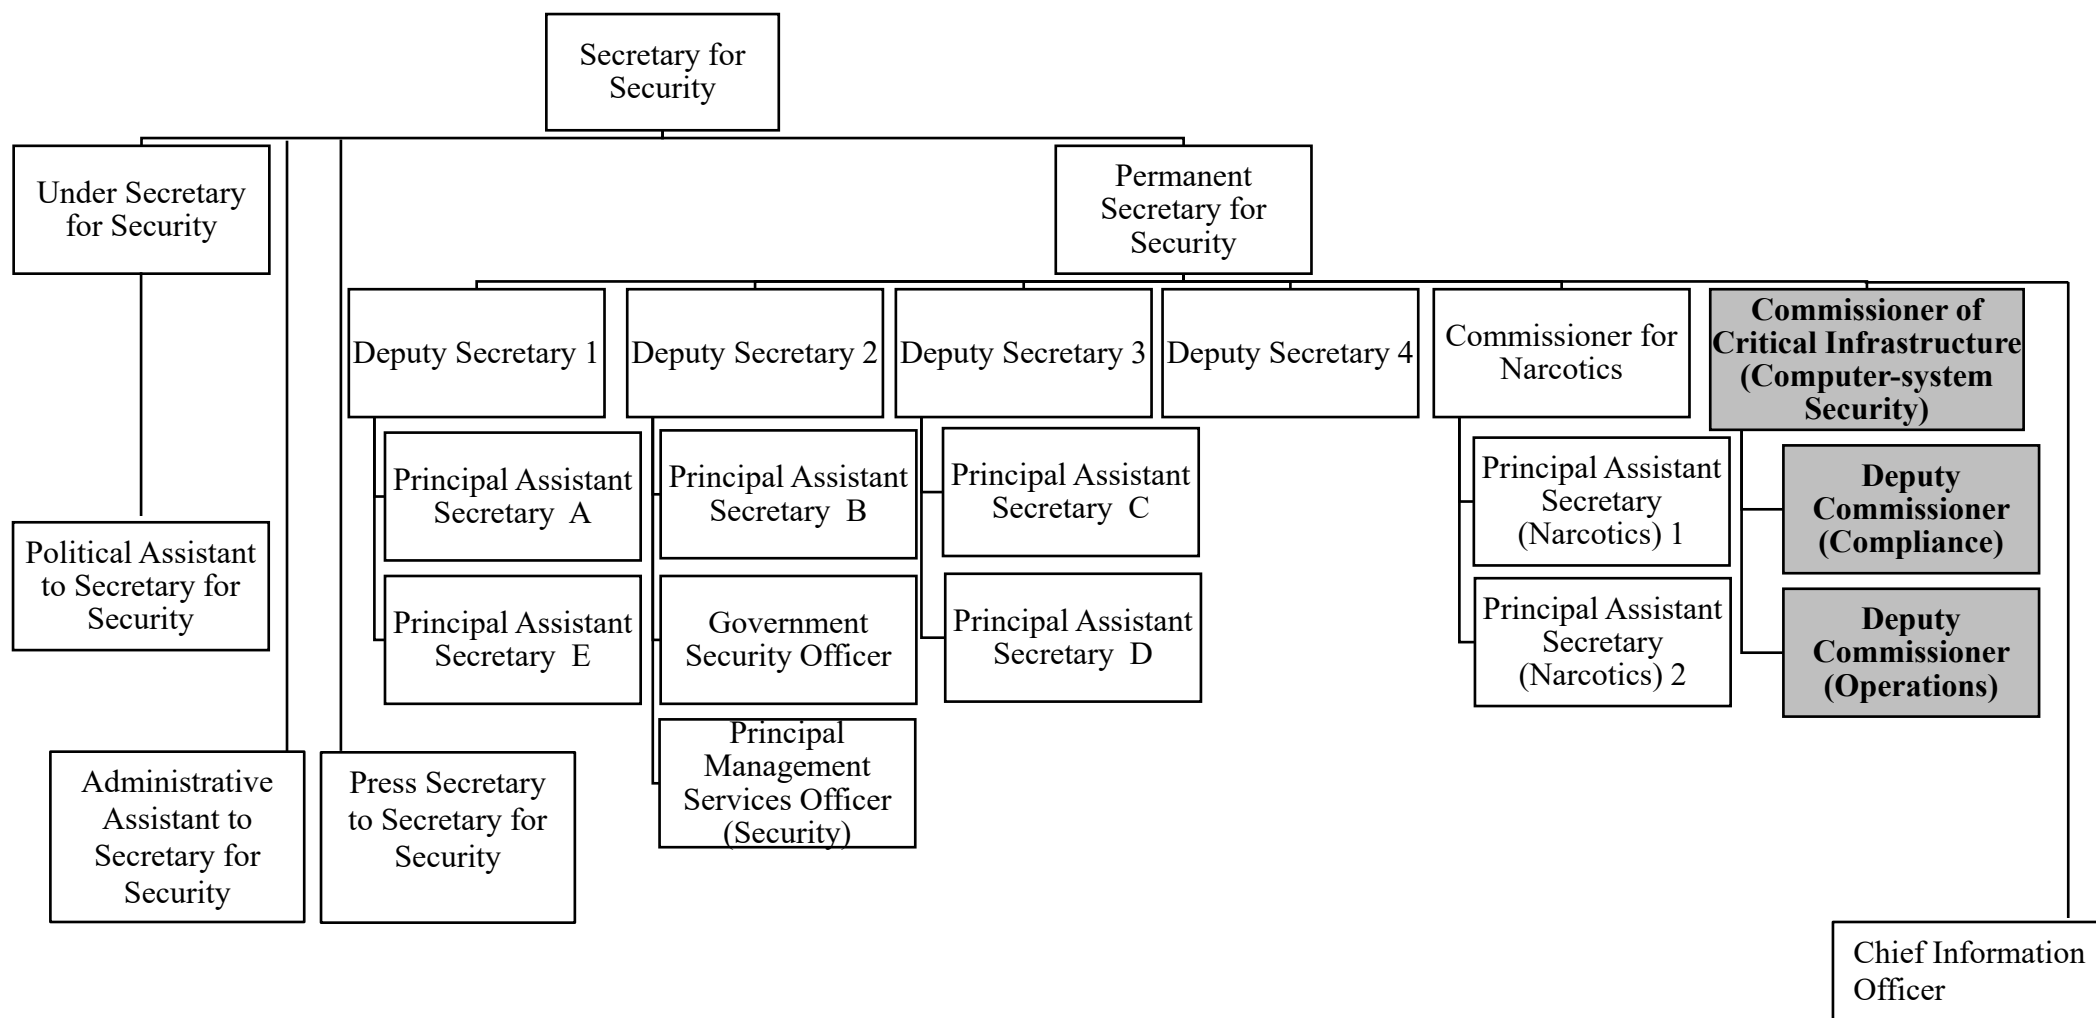 Secretary for
Security
Under Secretary
for Security
Permanent
Secretary for
Security
Deputy Secretary 1
Deputy Secretary 2
Deputy Secretary 3
Deputy Secretary 4
Commissioner for
Narcotics
Commissioner of
Critical Infrastructure
(Computer-system
Security)
Principal Assistant
Secretary A
Principal Assistant
Secretary B
Principal Assistant
Secretary C
Principal Assistant
Secretary
(Narcotics) 1
Deputy
Commissioner
(Compliance)
Political Assistant
to Secretary for
Security
Principal Assistant
Secretary E
Government
Security Officer
Principal Assistant
Secretary D
Principal Assistant
Secretary
(Narcotics) 2
Deputy
Commissioner
(Operations)
Principal
Management
Services Officer
(Security)
Administrative
Assistant to
Secretary for
Security
Press Secretary
to Secretary for
Security
Chief Information
Officer